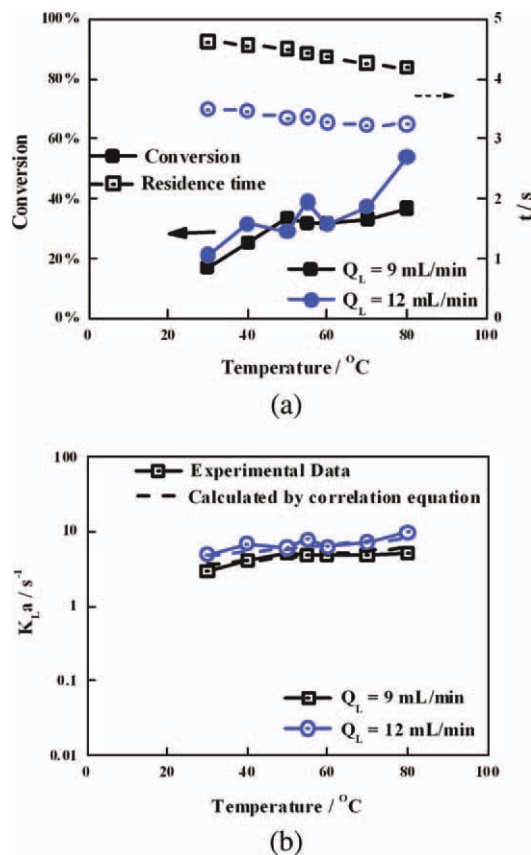 100%
80%
60%
40%
20%
0%
Conversion
5
4
3
2
1
0
t/s
Conversion
Residence time
Q_L = 9 mL/min
Q_L = 12 mL/min
0 20 40 60 80 100
Temperature / °C
(a)
100
10
1
0.1
0.01
K_L a / s⁻¹
Experimental Data
Calculated by correlation equation
Q_L = 9 mL/min
Q_L = 12 mL/min
0 20 40 60 80 100
Temperature / °C
(b)